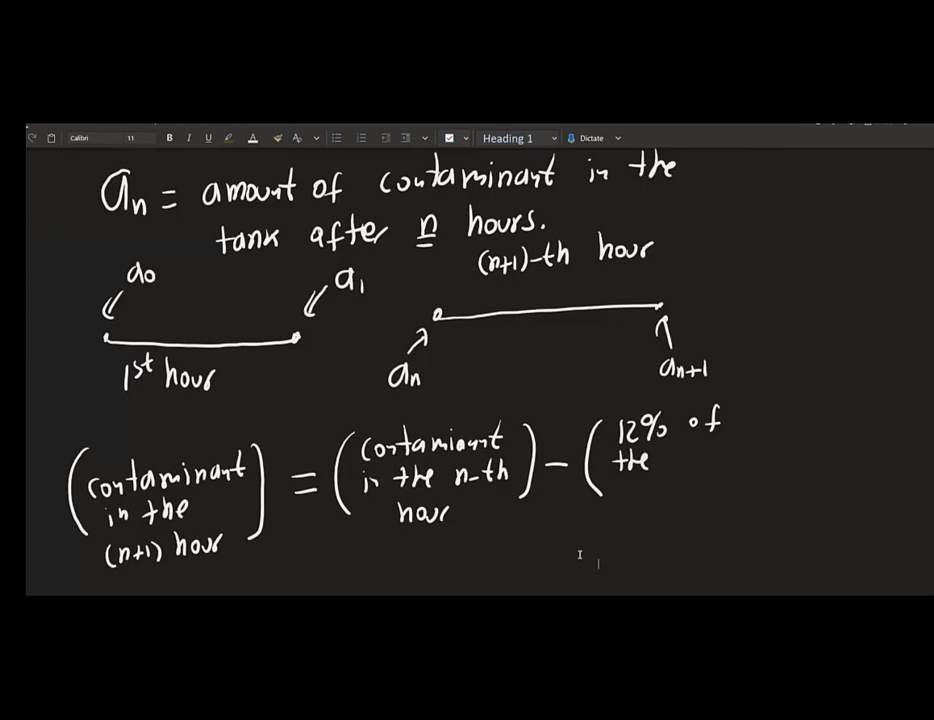 Calibri 11 B I U A Heading 1 Dictate
an = amount of contaminant in the
tank after n hours.
(n+1)-th hour
a0
a1
1st hour
an
an+1
(contaminant in the (n+1) hour) = (contamiant in the n-th hour) - (12% of the